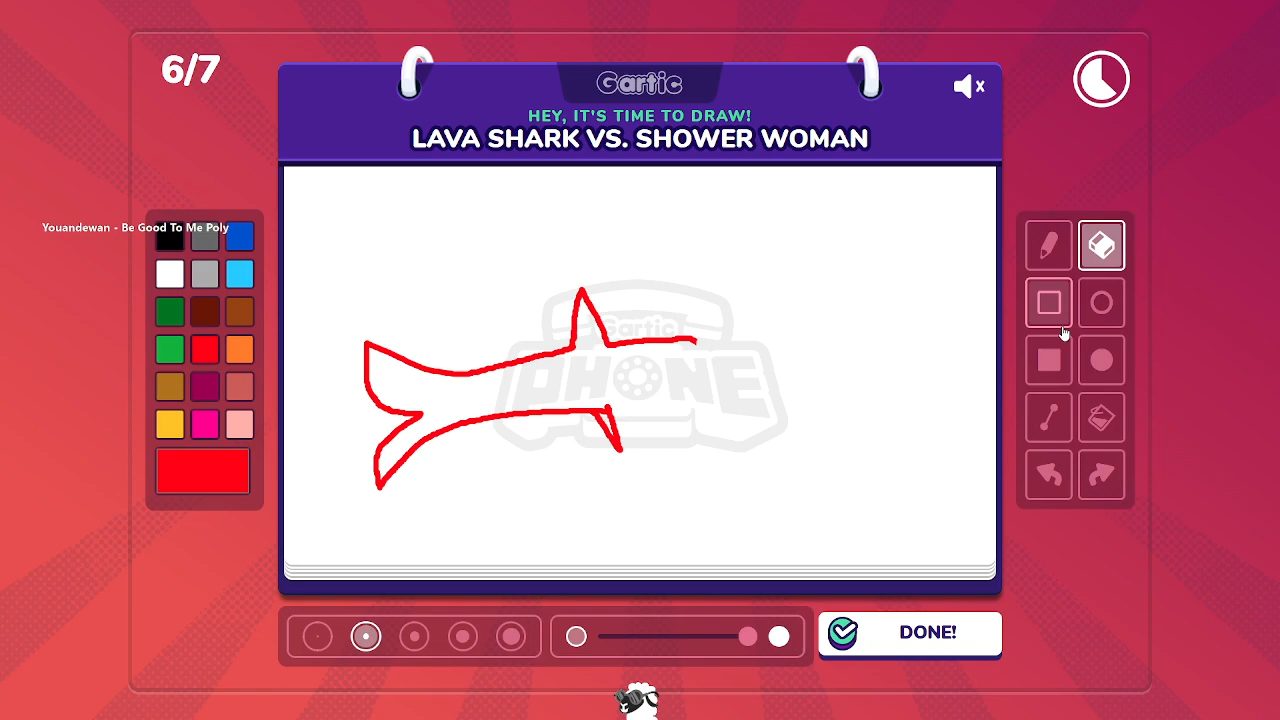 6/7
Gartic
HEY, IT'S TIME TO DRAW!
LAVA SHARK VS. SHOWER WOMAN
Youandewan - Be Good To Me Poly
Gartic
PHONE
DONE!